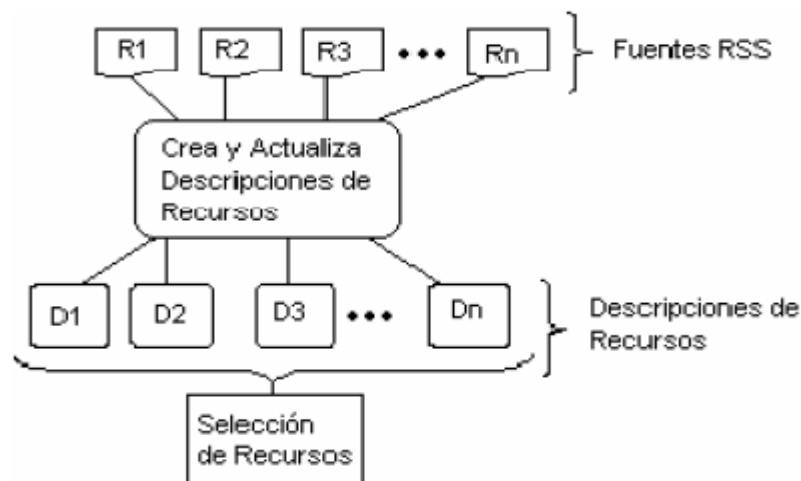 R1 R2 R3 ••• Rn
Fuentes RSS
Crea y Actualiza
Descripciones de
Recursos
D1 D2 D3 ••• Dn
Descripciones de
Recursos
Selección
de Recursos